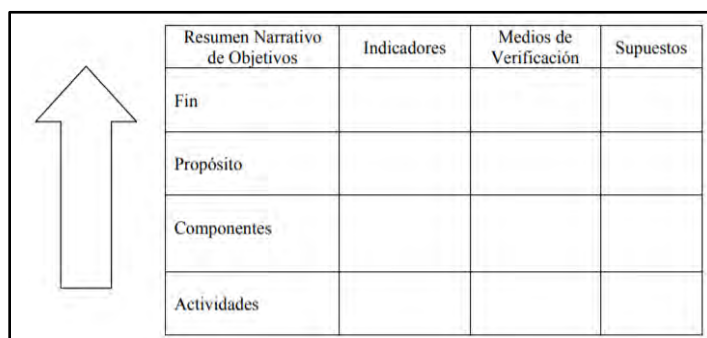 Resumen Narrativo
de Objetivos
Indicadores
Medios de
Verificación
Supuestos
Fin
Propósito
Componentes
Actividades